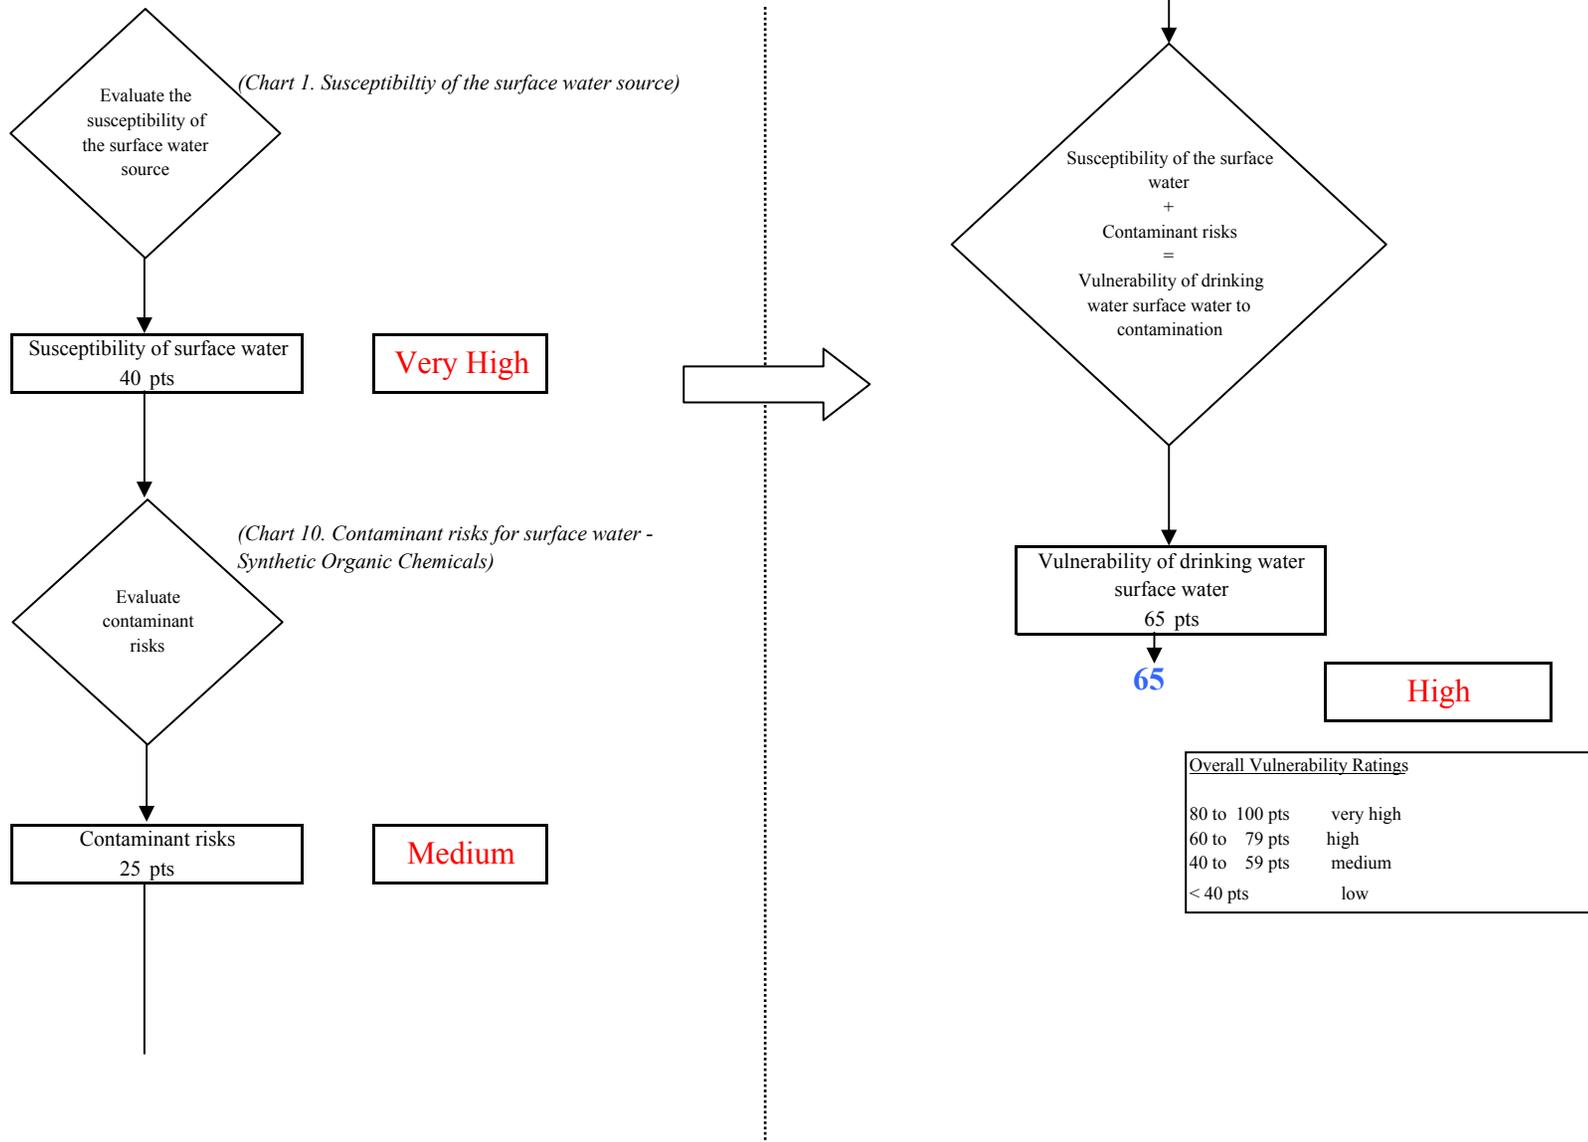 Evaluate the
susceptibility of
the surface water
source
(Chart 1. Susceptibiltiy of the surface water source)
Susceptibility of surface water
40 pts
Very High
(Chart 10. Contaminant risks for surface water -
Synthetic Organic Chemicals)
Evaluate
contaminant
risks
Contaminant risks
25 pts
Medium
Susceptibility of the surface
water
+
Contaminant risks
=
Vulnerability of drinking
water surface water to
contamination
Vulnerability of drinking water
surface water
65 pts
65
High
Overall Vulnerability Ratings
80 to 100 pts very high
60 to 79 pts high
40 to 59 pts medium
< 40 pts low